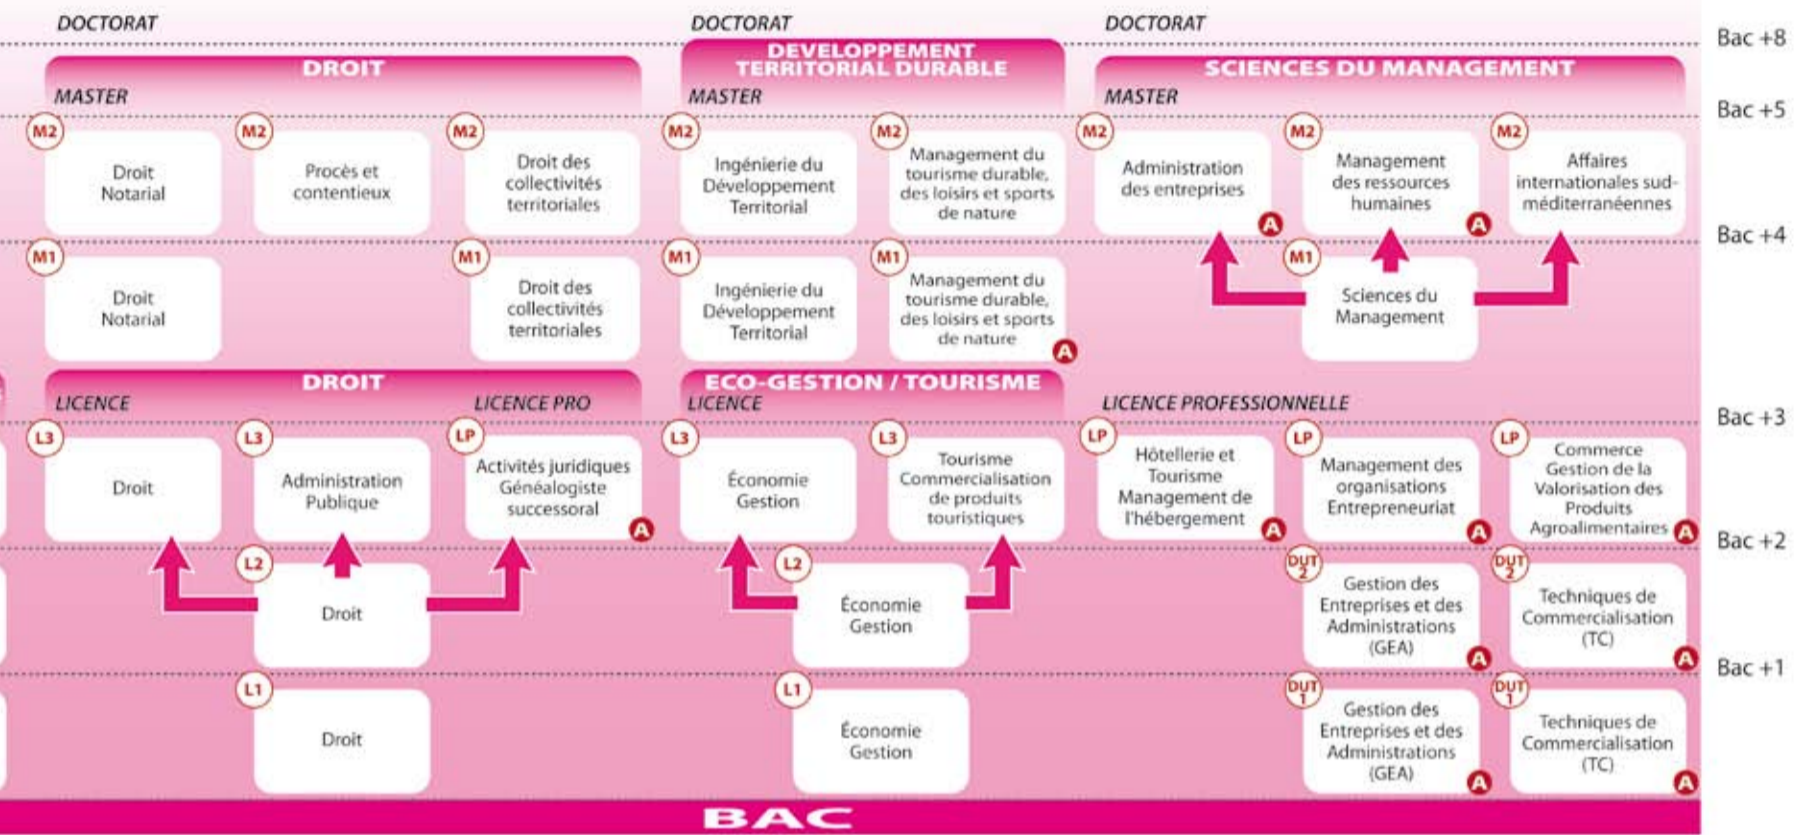 DOCTORAT
DOCTORAT
DOCTORAT
Bac +8
DROIT
DEVELOPPEMENT
TERRITORIAL DURABLE
SCIENCES DU MANAGEMENT
MASTER
MASTER
MASTER
Bac +5
M2
Droit
Notarial
M2
Procès et
contentieux
M2
Droit des
collectivités
territoriales
M2
Ingénierie du
Développement
Territorial
M2
Management du
tourisme durable,
des loisirs et sports
de nature
M2
Administration
des entreprises
A
M2
Management
des ressources
humaines
A
M2
Affaires
internationales sud-
méditerranéennes
Bac +4
M1
Droit
Notarial
M1
Droit des
collectivités
territoriales
M1
Ingénierie du
Développement
Territorial
M1
Management du
tourisme durable,
des loisirs et sports
de nature
A
M1
Sciences du
Management
DROIT
ECO-GESTION / TOURISME
LICENCE
LICENCE PRO
LICENCE
LICENCE PROFESSIONNELLE
Bac +3
L3
Droit
L3
Administration
Publique
LP
Activités juridiques
Généalogiste
successoral
A
L3
Économie
Gestion
L3
Tourisme
Commercialisation
de produits
touristiques
LP
Hôtellerie et
Tourisme
Management de
l'hébergement
A
LP
Management des
organisations
Entrepreneuriat
A
LP
Commerce
Gestion de la
Valorisation des
Produits
Agroalimentaires
A
Bac +2
L2
Droit
L2
Économie
Gestion
DUT
2
Gestion des
Entreprises et des
Administrations
(GEA)
A
DUT
2
Techniques de
Commercialisation
(TC)
A
Bac +1
L1
Droit
L1
Économie
Gestion
DUT
1
Gestion des
Entreprises et des
Administrations
(GEA)
A
DUT
1
Techniques de
Commercialisation
(TC)
A
BAC